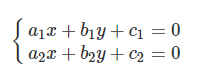 a₁x + b₁y + c₁ = 0
a₂x + b₂y + c₂ = 0